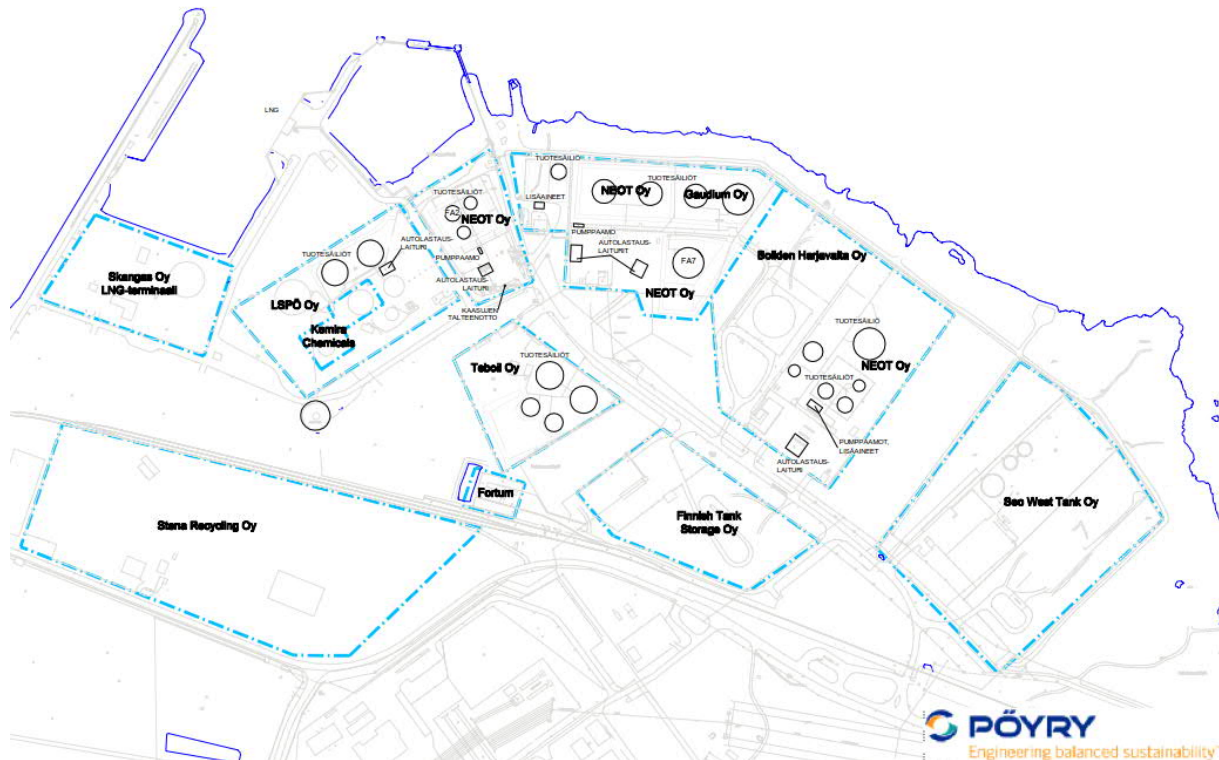 LNG
TUOTESÄILIÖ
TUOTESÄILIÖT
NEOT Oy
Gaudium Oy
TUOTESÄILIÖT
FA2
NEOT Oy
LISÄAINEET
PUMPPAAMO
AUTOLASTAUS-
LAITURIT
FA7
NEOT Oy
Boliden Harjavalta Oy
TUOTESÄILIÖT
AUTOLASTAUS-
LAITURI
PUMPPAAMO
AUTOLASTAUS-
LAITURI
KAASUJEN
TALTEENOTTO
Skangas Oy
LNG-terminaali
LSPÖ Oy
Kemira
Chemicals
TUOTESÄILIÖ
NEOT Oy
TUOTESÄILIÖT
PUMPPAAMOT,
LISÄAINEET
AUTOLASTAUS-
LAITURI
Teboil Oy
TUOTESÄILIÖT
Fortum
Stena Recycling Oy
Finnish Tank
Storage Oy
Sec West Tank Oy
PÖYRY
Engineering balanced sustainability